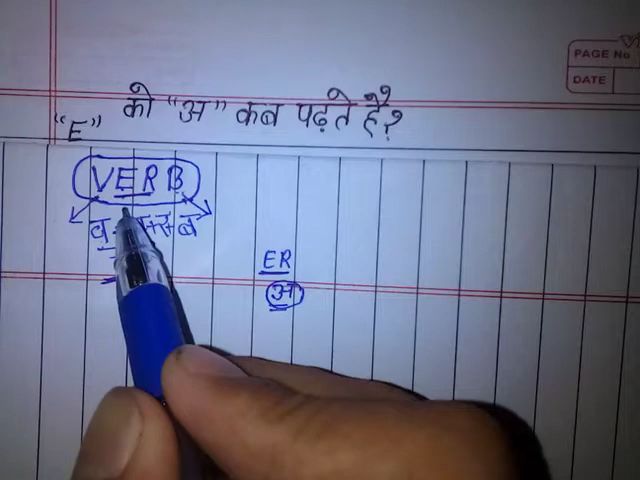 PAGE No
DATE
"E" को "अ" कब पढ़ते है?
VERB
ER
अ